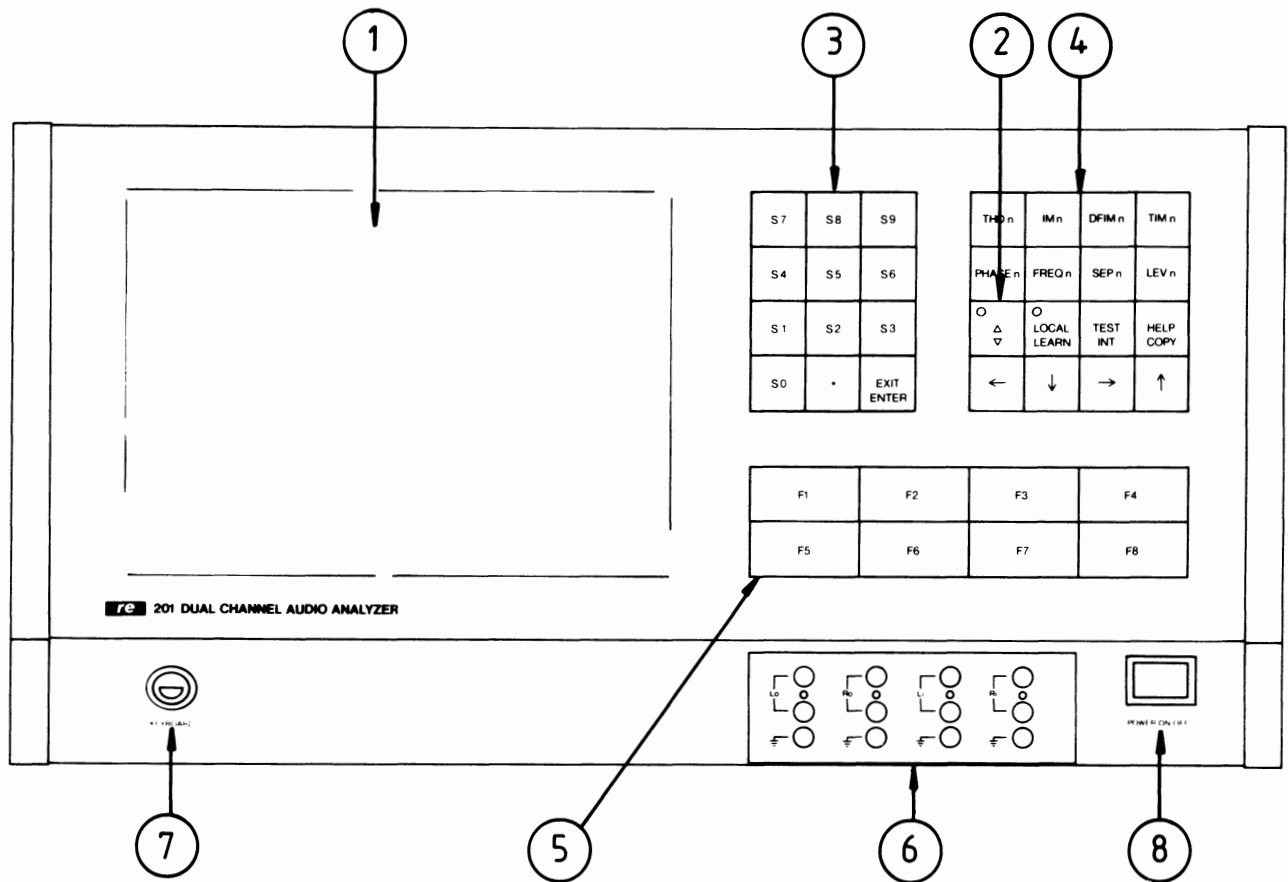 1 3 2 4
S7 S8 S9
S4 S5 S6
S1 S2 S3
S0 . EXIT ENTER
THD n IM n DFIM n TIM n
PHASE n FREQ n SEP n LEV n
△ ▽ LOCAL LEARN TEST INT HELP COPY
← ↓ → ↑
F1 F2 F3 F4
F5 F6 F7 F8
re 201 DUAL CHANNEL AUDIO ANALYZER
Lo Ro Li Ri
KEYBOARD
POWER ON OFF
7 5 6 8